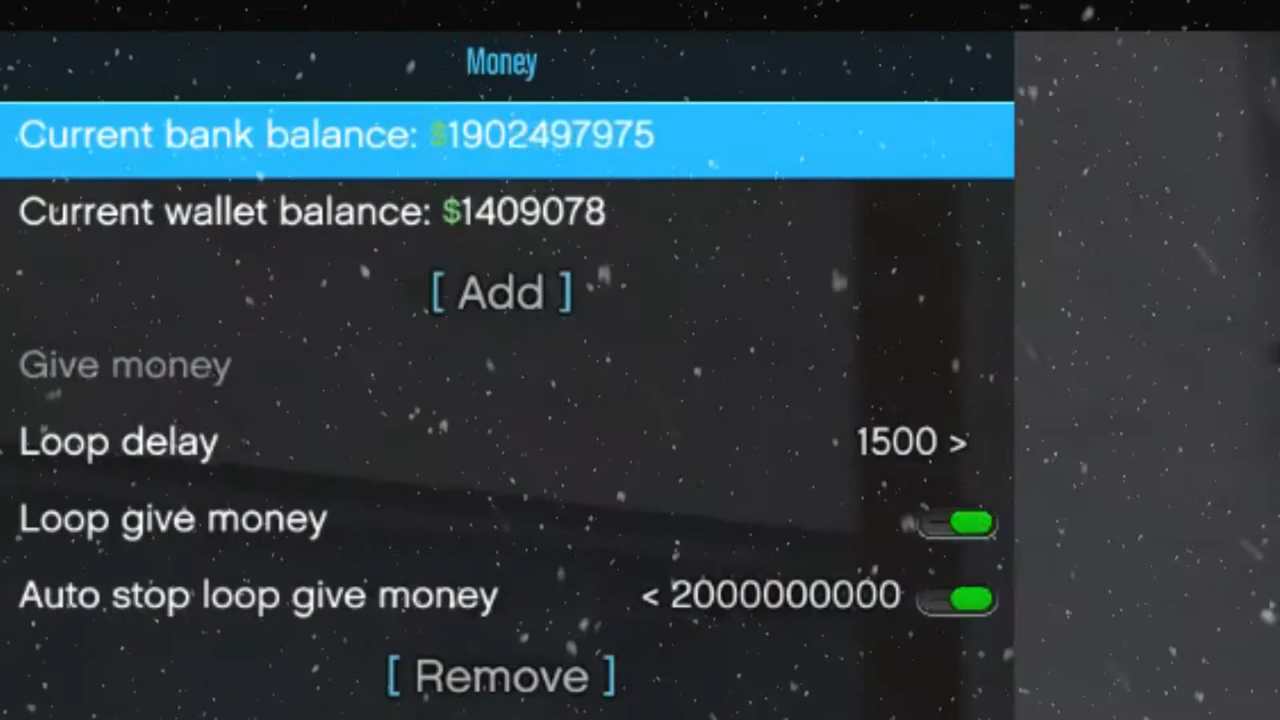 Money
Current bank balance: $1902497975
Current wallet balance: $1409078
[ Add ]
Give money
Loop delay 1500 >
Loop give money
Auto stop loop give money < 2000000000
[ Remove ]